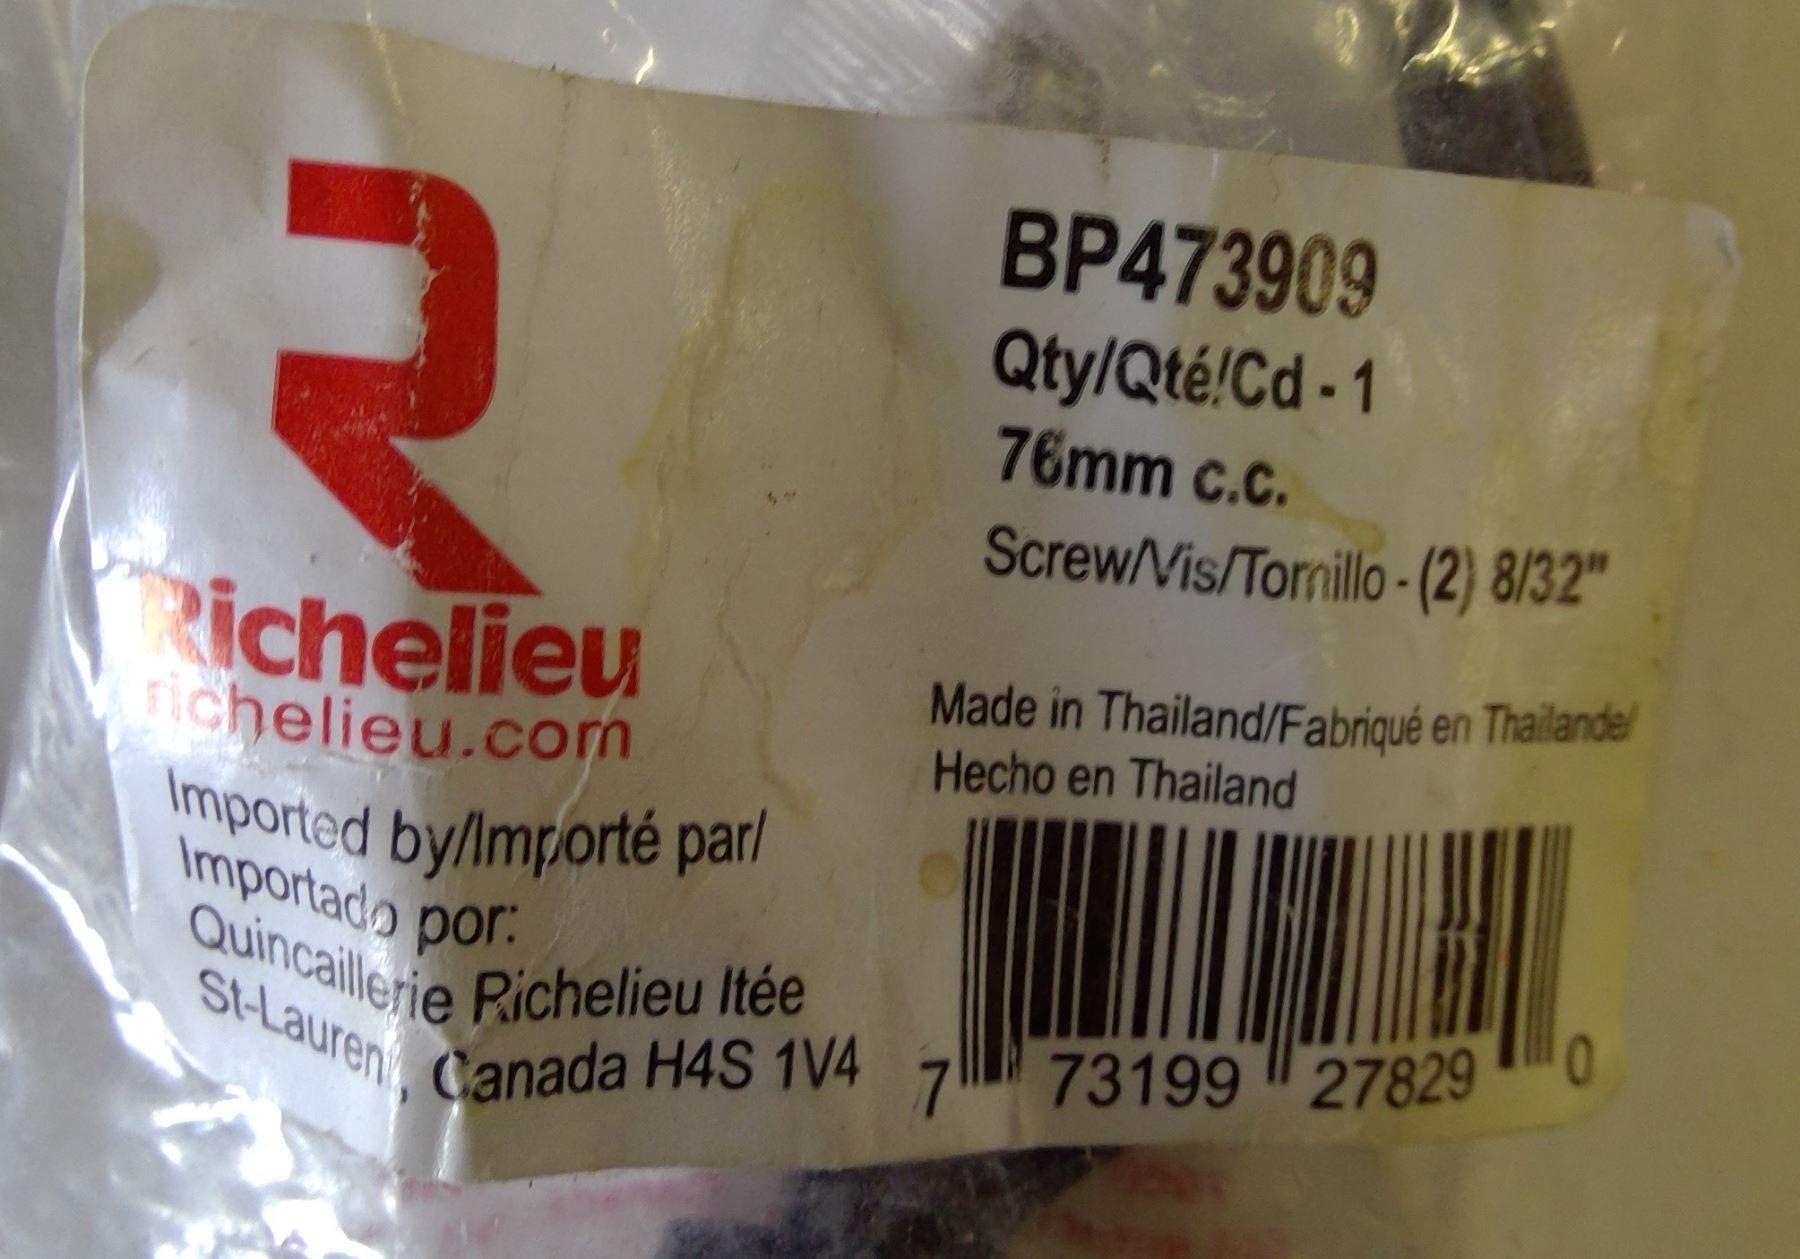 Richelieu
richelieu.com
Imported by/Importé par/
Importado por:
Quincaillerie Richelieu ltée
St-Laurent, Canada H4S 1V4
BP473909
Qty/Qté/Cd - 1
76mm c.c.
Screw/Vis/Tornillo - (2) 8/32"
Made in Thailand/Fabriqué en Thailande/
Hecho en Thailand
7 73199 27829 0